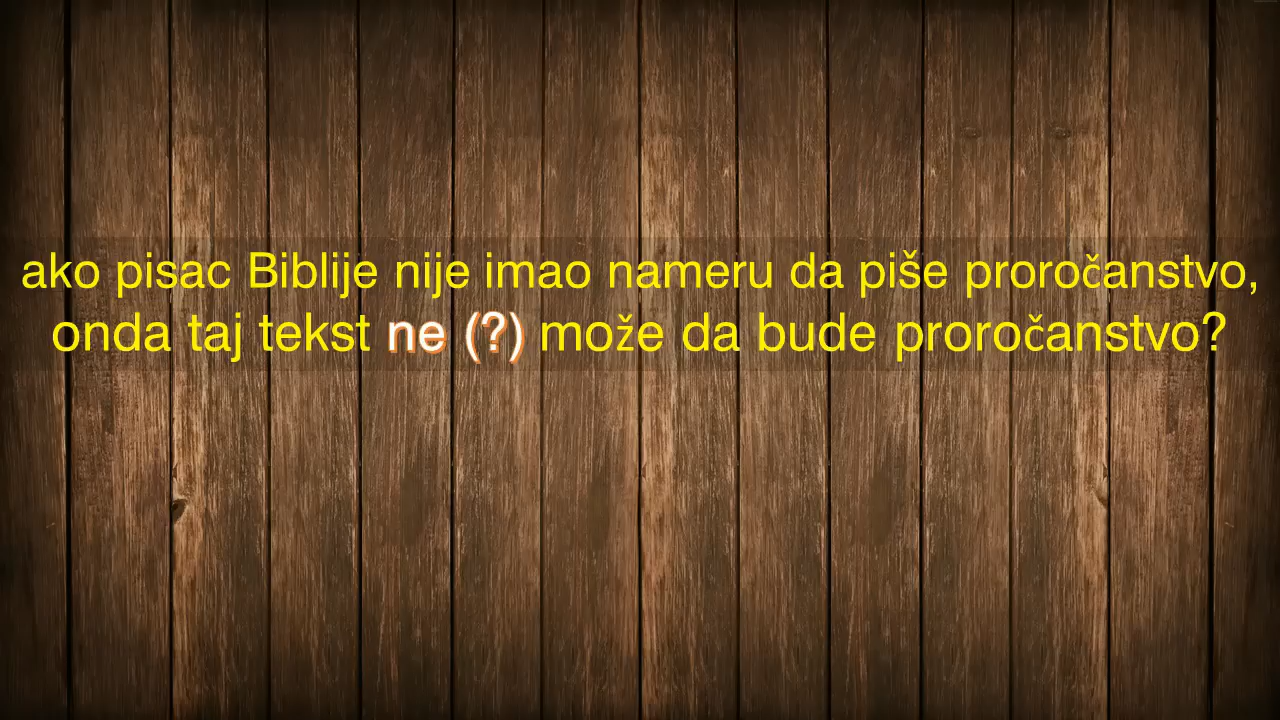 ako pisac Biblije nije imao nameru da piše proročanstvo,
onda taj tekst ne (?) može da bude proročanstvo?